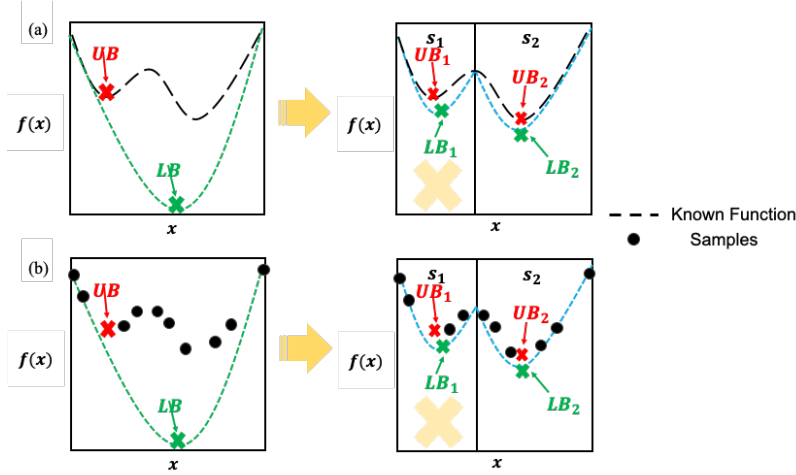 (a)
UB
f(x)
LB
x
s₁
s₂
UB₁
UB₂
f(x)
LB₁
LB₂
x
Known Function
Samples
(b)
UB
f(x)
LB
x
s₁
s₂
UB₁
UB₂
f(x)
LB₁
LB₂
x